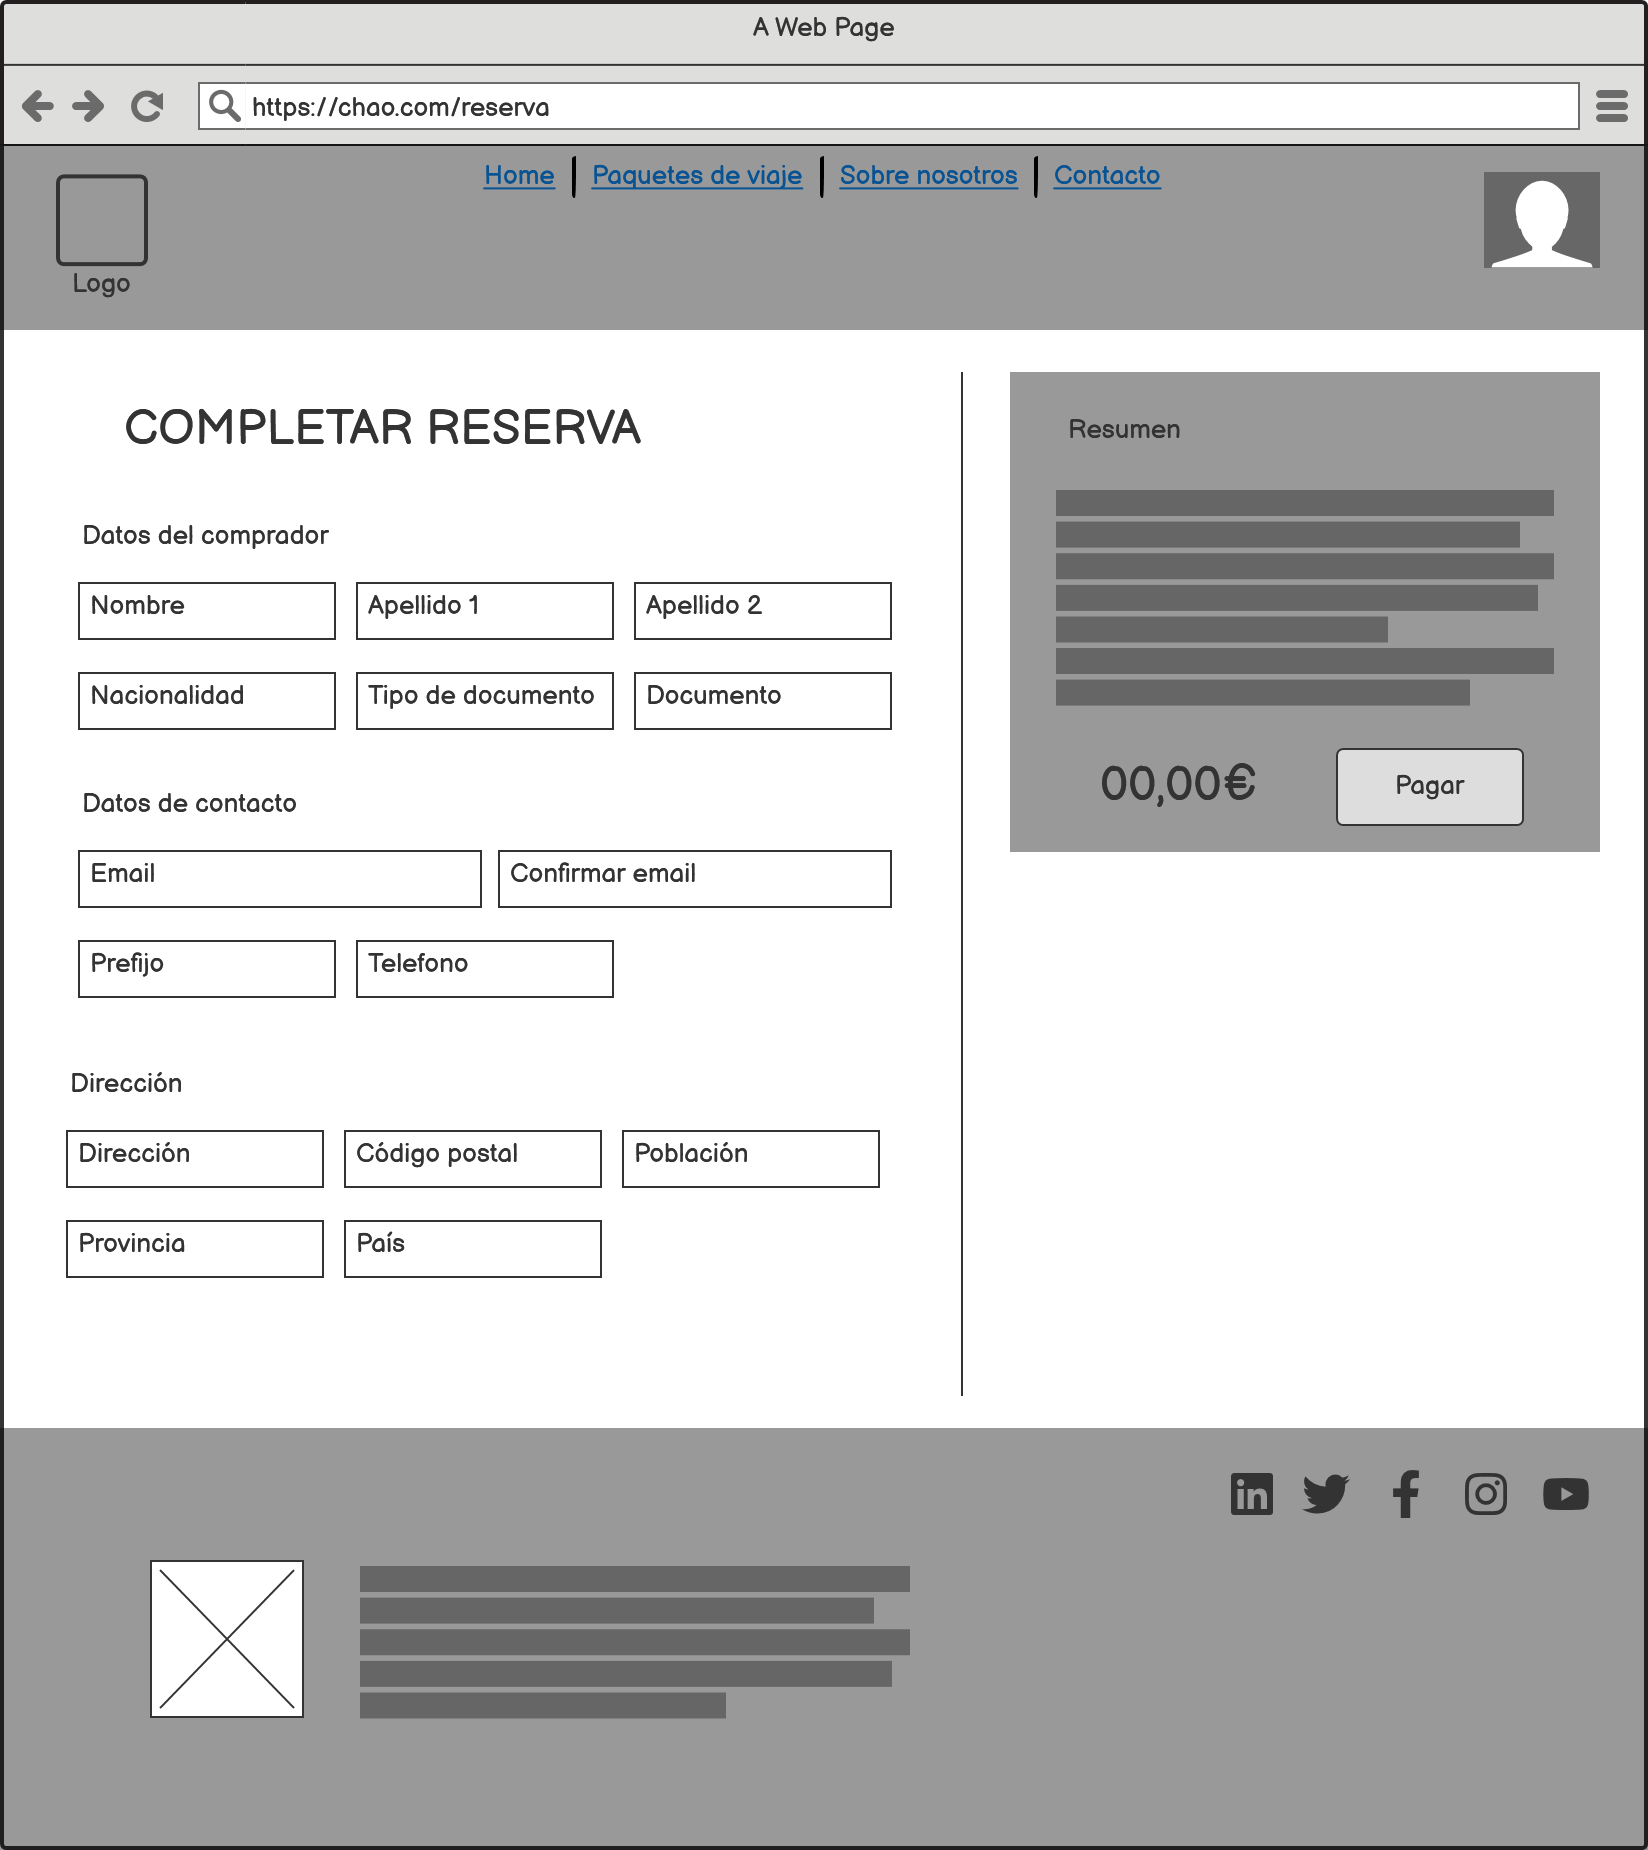 A Web Page
https://chao.com/reserva
Home Paquetes de viaje Sobre nosotros Contacto
Logo
COMPLETAR RESERVA
Datos del comprador
Nombre Apellido 1 Apellido 2
Nacionalidad Tipo de documento Documento
Datos de contacto
Email Confirmar email
Prefijo Telefono
Dirección
Dirección Código postal Población
Provincia País
Resumen
00,00€ Pagar